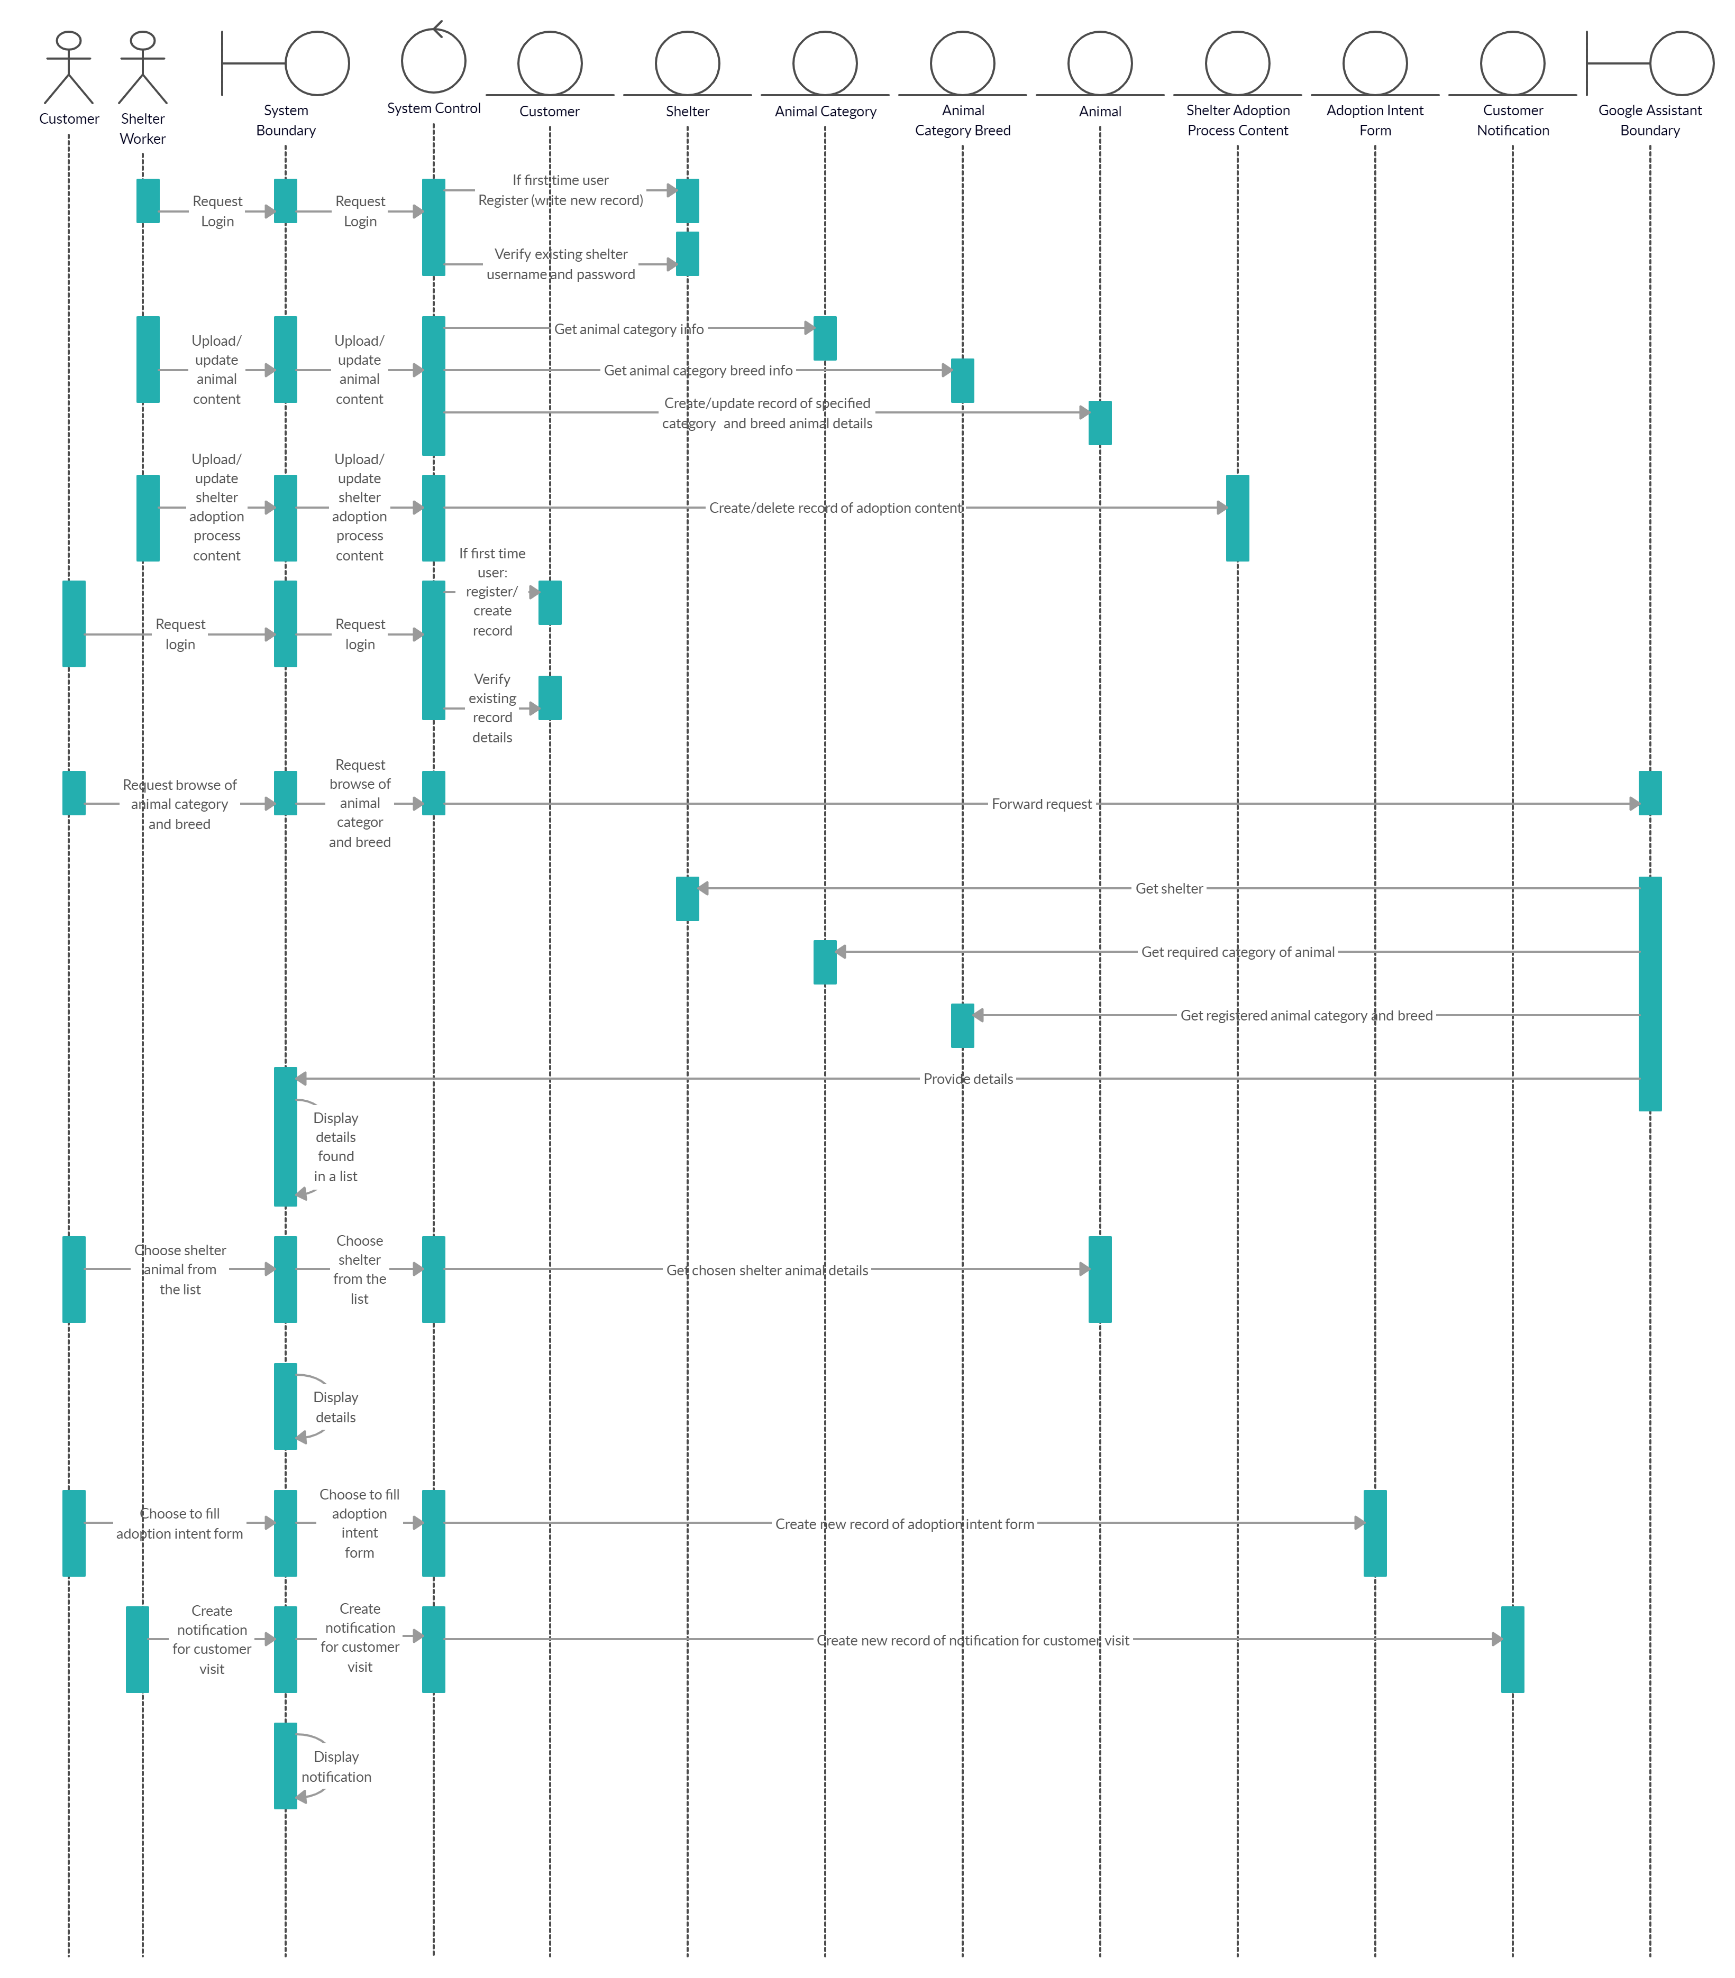 Customer
Shelter
Worker
System
Boundary
System Control
Customer
Shelter
Animal Category
Animal
Category Breed
Animal
Shelter Adoption
Process Content
Adoption Intent
Form
Customer
Notification
Google Assistant
Boundary
Request
Login
Request
Login
If first time user
Register (write new record)
Verify existing shelter
username and password
Upload/
update
animal
content
Upload/
update
animal
content
Get animal category info
Get animal category breed info
Create/update record of specified
category and breed animal details
Upload/
update
shelter
adoption
process
content
Upload/
update
shelter
adoption
process
content
Create/delete record of adoption content
Request
login
Request
login
If first time
user:
register/
create
record
Verify
existing
record
details
Request browse of
animal category
and breed
Request
browse of
animal
categor
and breed
Forward request
Get shelter
Get required category of animal
Get registered animal category and breed
Provide details
Display
details
found
in a list
Choose shelter
animal from
the list
Choose
shelter
from the
list
Get chosen shelter animal details
Display
details
Choose to fill
adoption intent form
Choose to fill
adoption
intent
form
Create new record of adoption intent form
Create
notification
for customer
visit
Create
notification
for customer
visit
Create new record of notification for customer visit
Display
notification